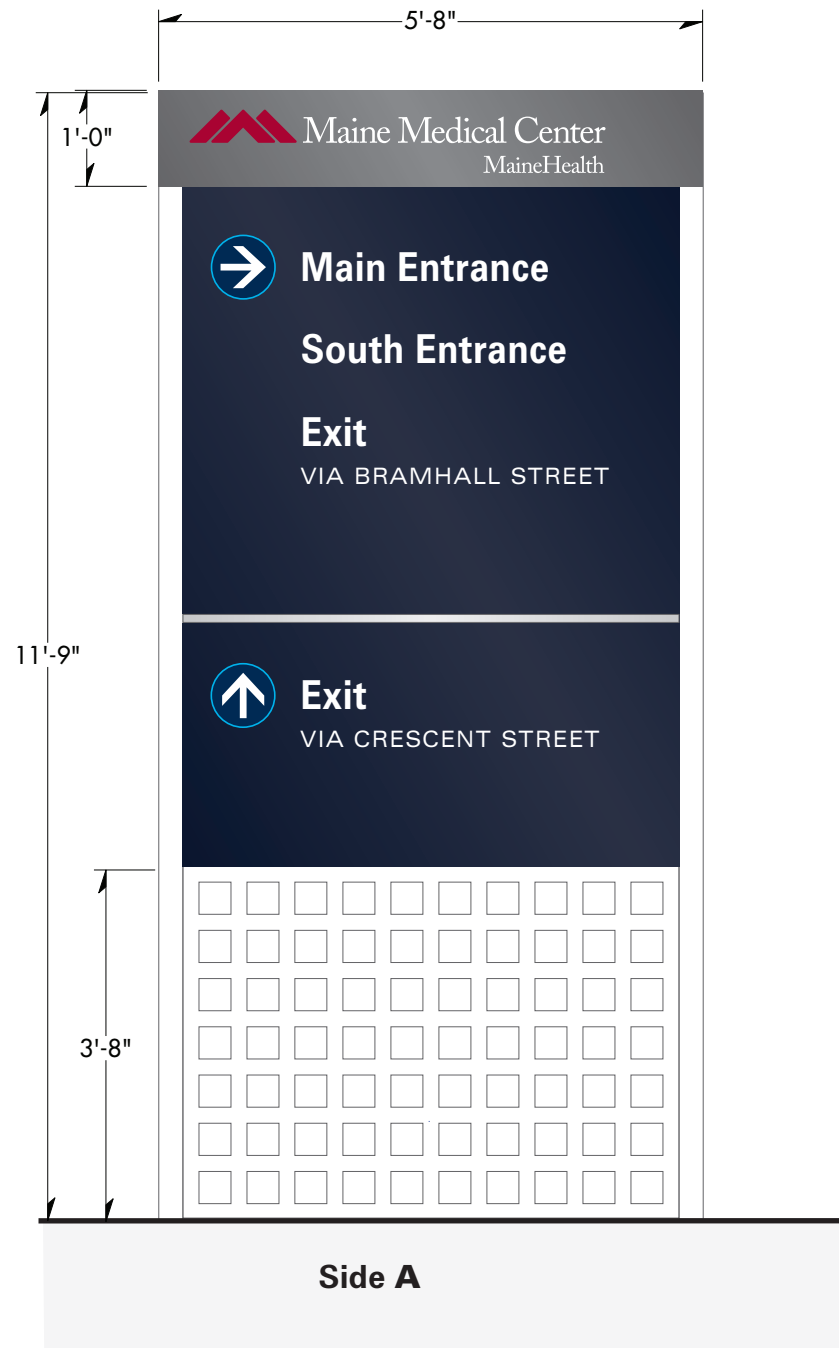 5'-8"
1'-0"
Maine Medical Center
MaineHealth
Main Entrance
South Entrance
Exit
VIA BRAMHALL STREET
11'-9"
Exit
VIA CRESCENT STREET
3'-8"
Side A